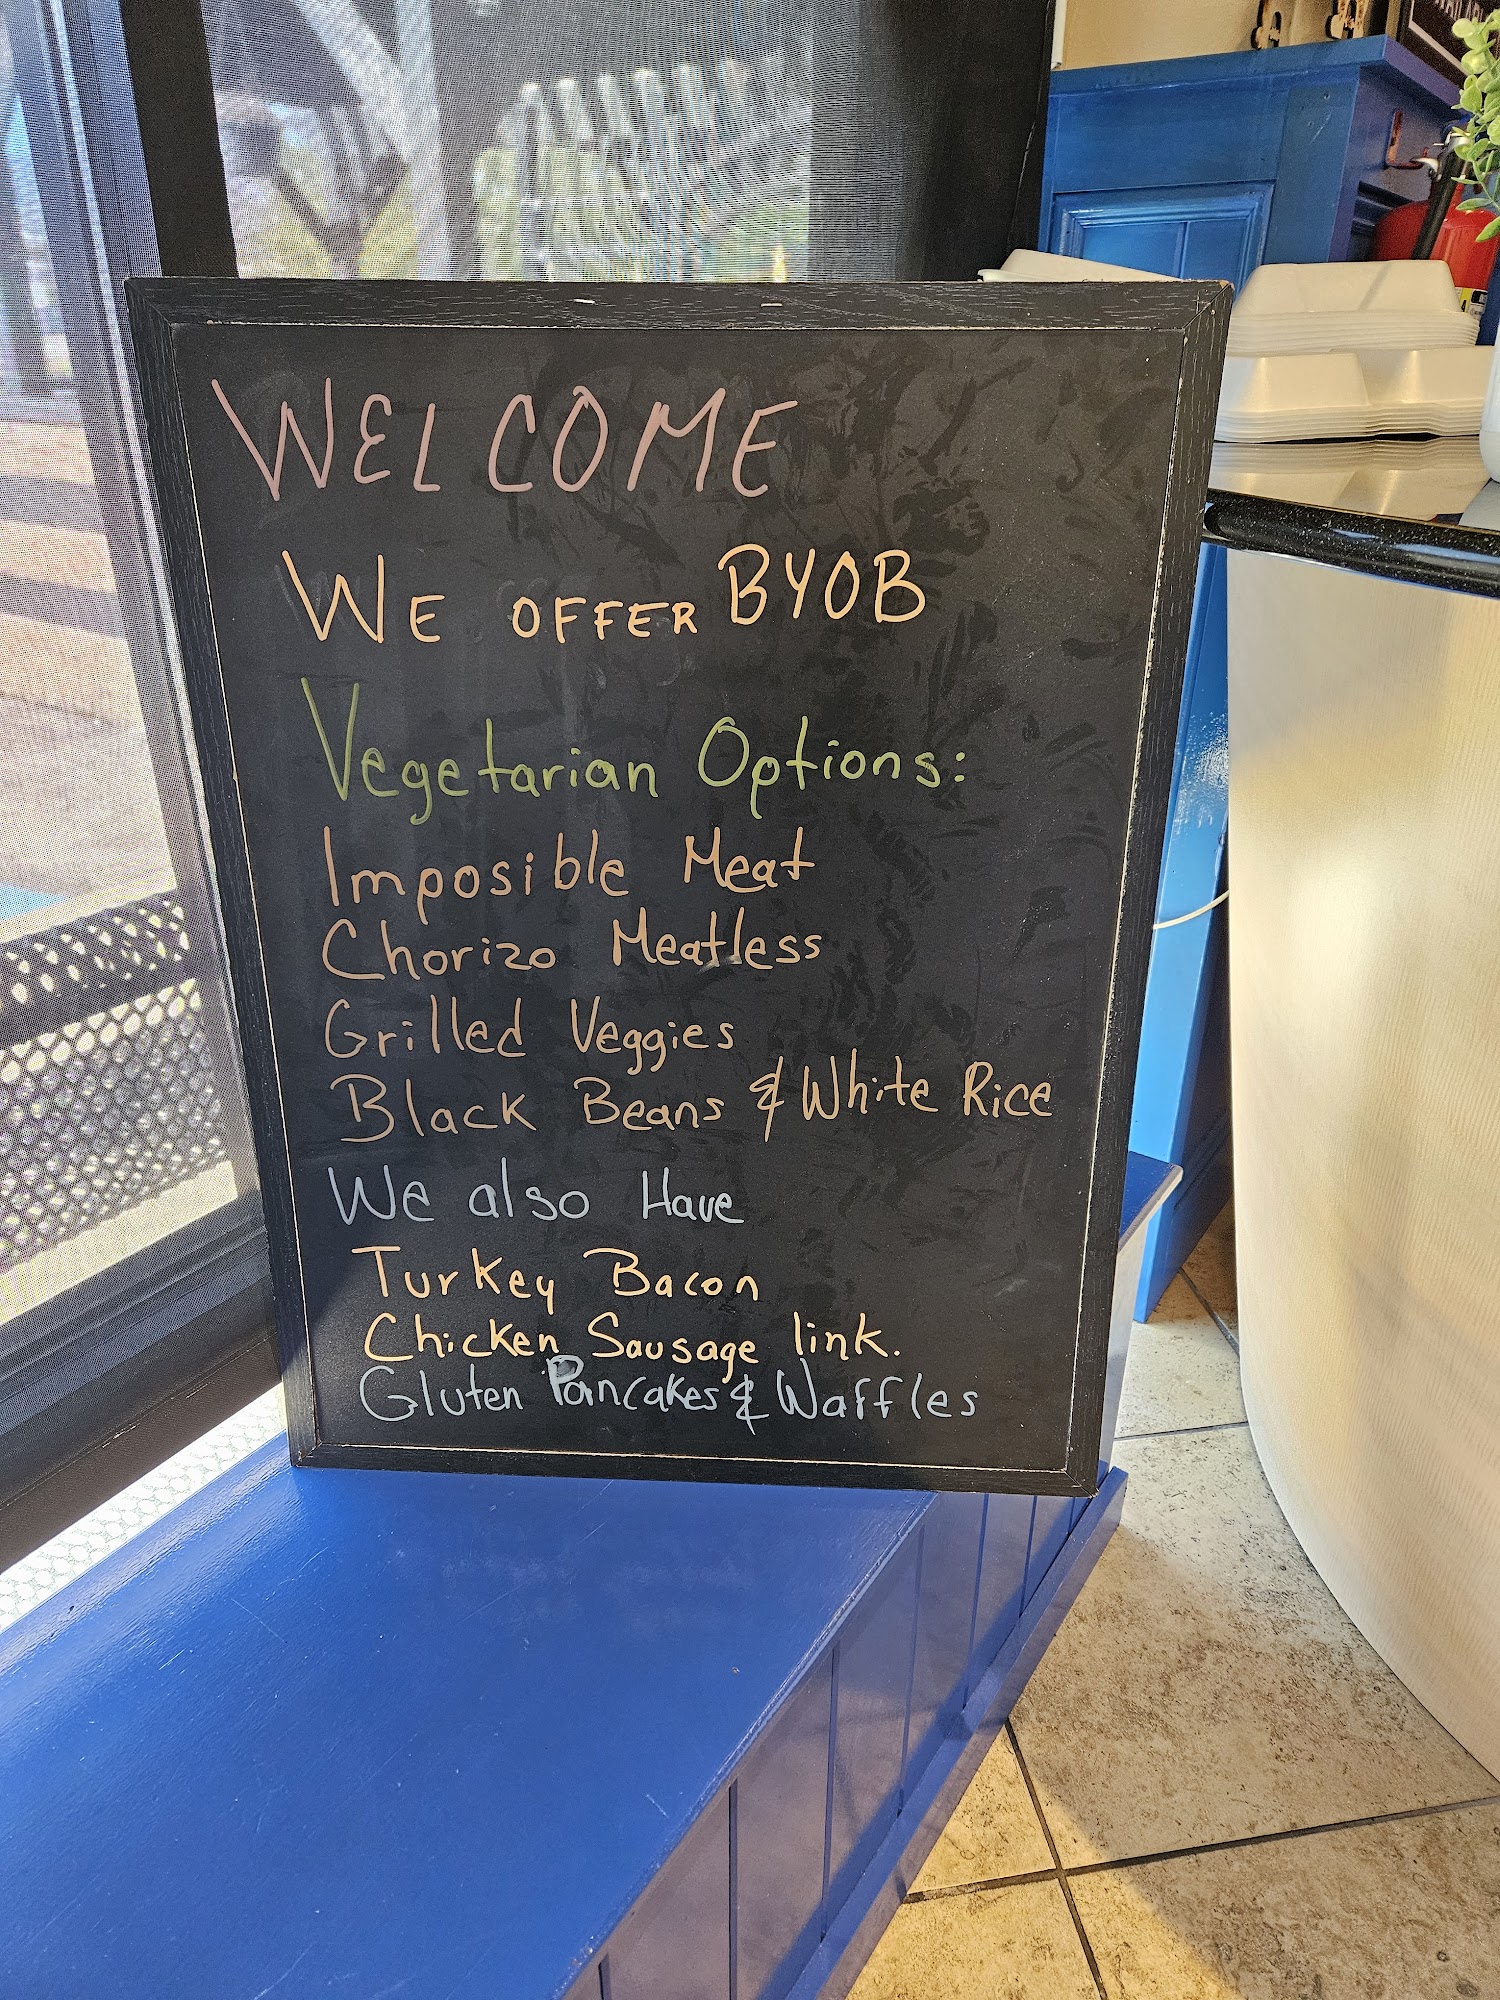 WELCOME
WE OFFER BYOB
Vegetarian Options:
Imposible Meat
Chorizo Meatless
Grilled Veggies
Black Beans & White Rice
We also Have
Turkey Bacon
Chicken Sausage link.
Gluten Pancakes & Waffles